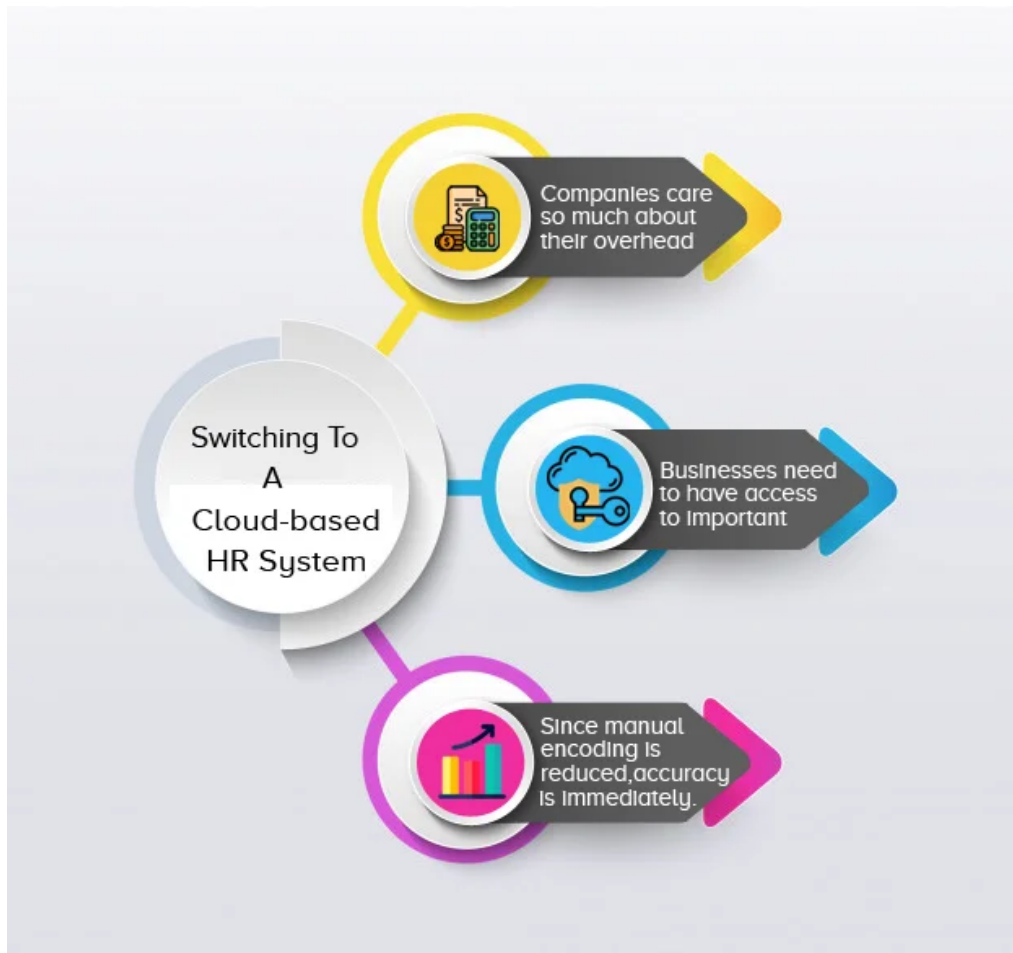 Switching To
A
Cloud-based
HR System
Companies care
so much about
their overhead
Businesses need
to have access
to important
Since manual
encoding is
reduced,accuracy
is immediately.
$
$